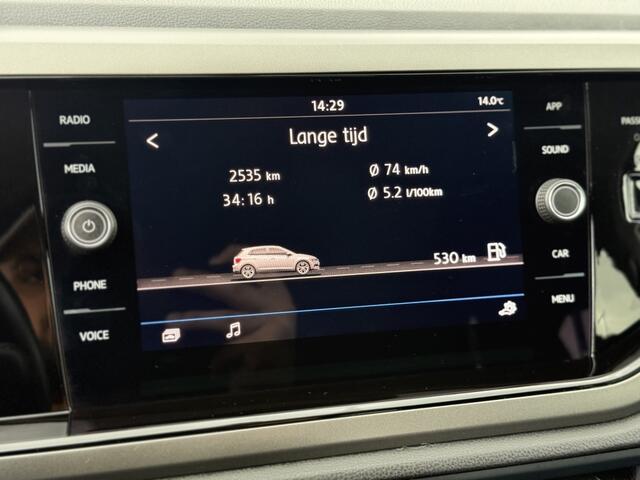 14:29
14.0°C
Lange tijd
2535 km
Ø 74 km/h
34:16 h
Ø 5.2 l/100km
530 km
RADIO
MEDIA
PHONE
VOICE
APP
SOUND
CAR
MENU